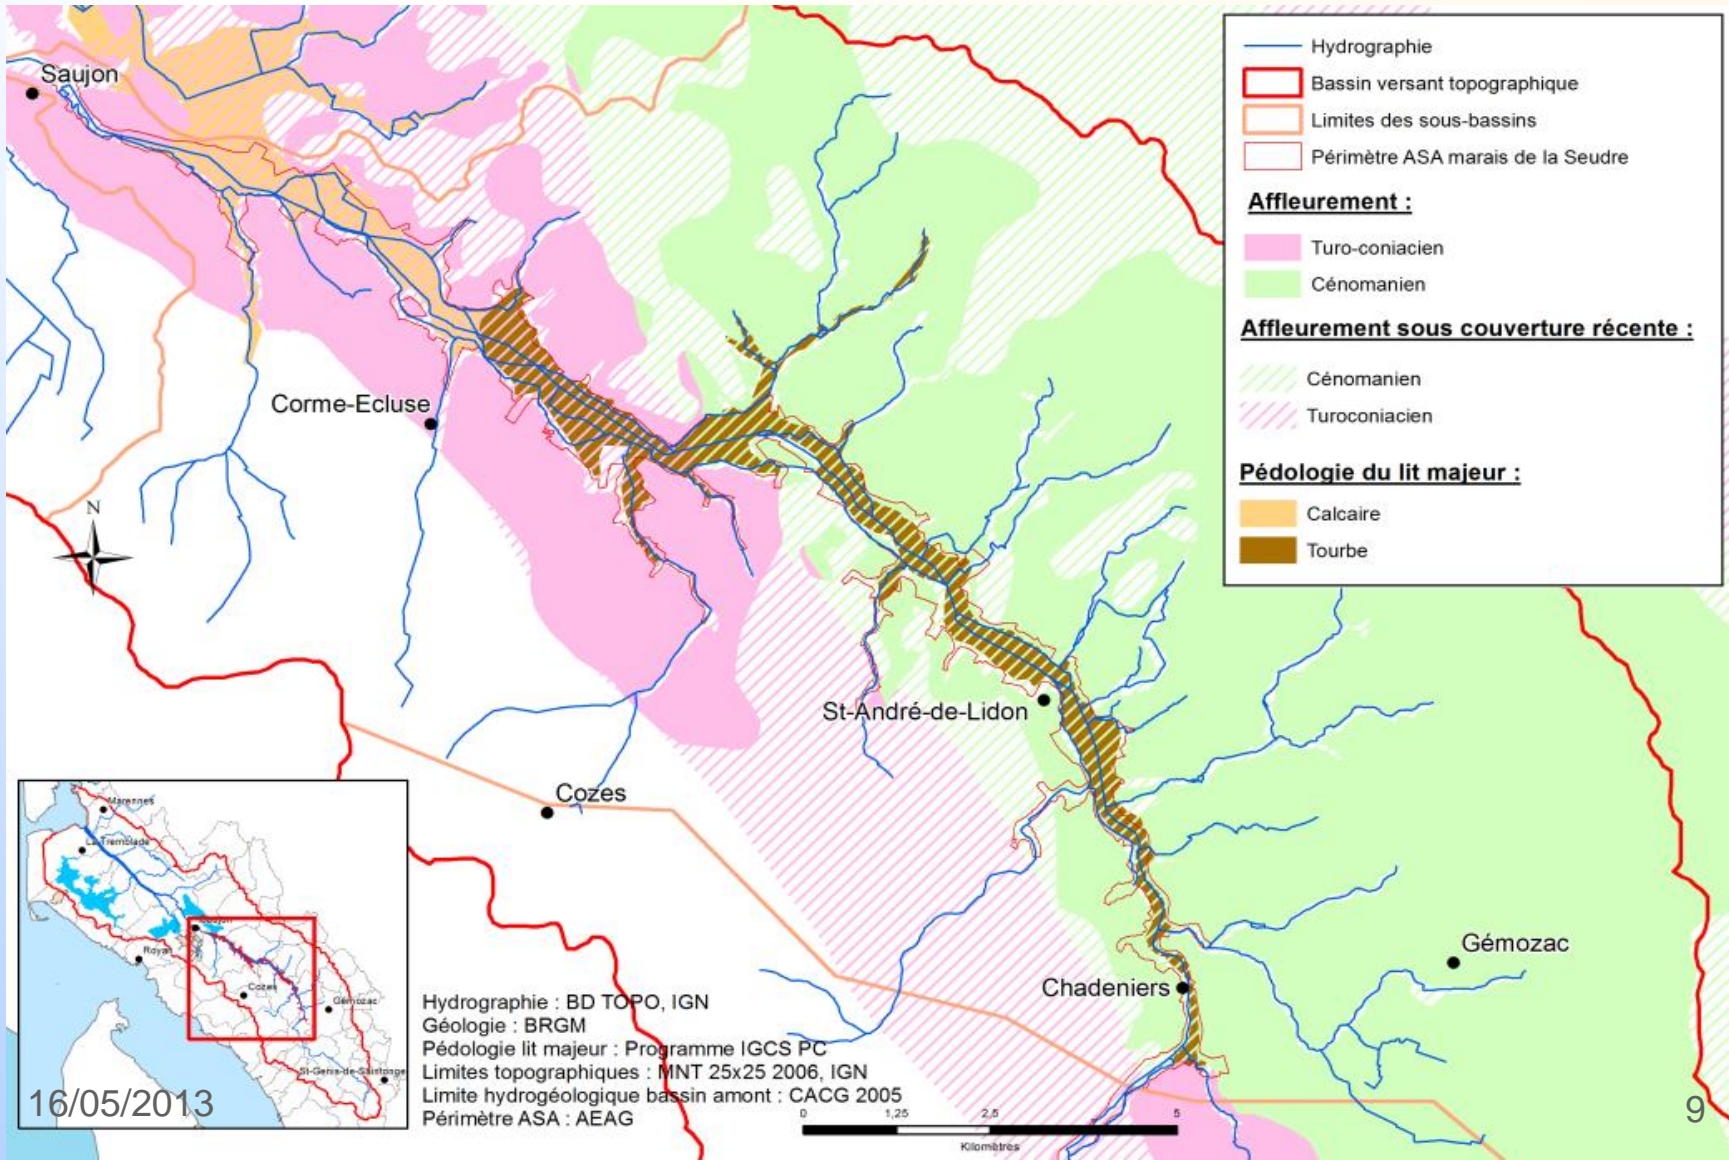 Saujon
Corme-Ecluse
N
Cozes
St-André-de-Lidon
Chadeniers
Gémozac
Hydrographie
Bassin versant topographique
Limites des sous-bassins
Périmètre ASA marais de la Seudre
Affleurement :
Turo-coniacien
Cénomanien
Affleurement sous couverture récente :
Cénomanien
Turoconiacien
Pédologie du lit majeur :
Calcaire
Tourbe
Marennes
La Tremblade
Saujon
Royan
Cozes
Gémozac
St-Genis-de-Saintonge
16/05/2013
Hydrographie : BD TOPO, IGN
Géologie : BRGM
Pédologie lit majeur : Programme IGCS PC
Limites topographiques : MNT 25x25 2006, IGN
Limite hydrogéologique bassin amont : CACG 2005
Périmètre ASA : AEAG
0 1,25 2,5 5
Kilomètres
9